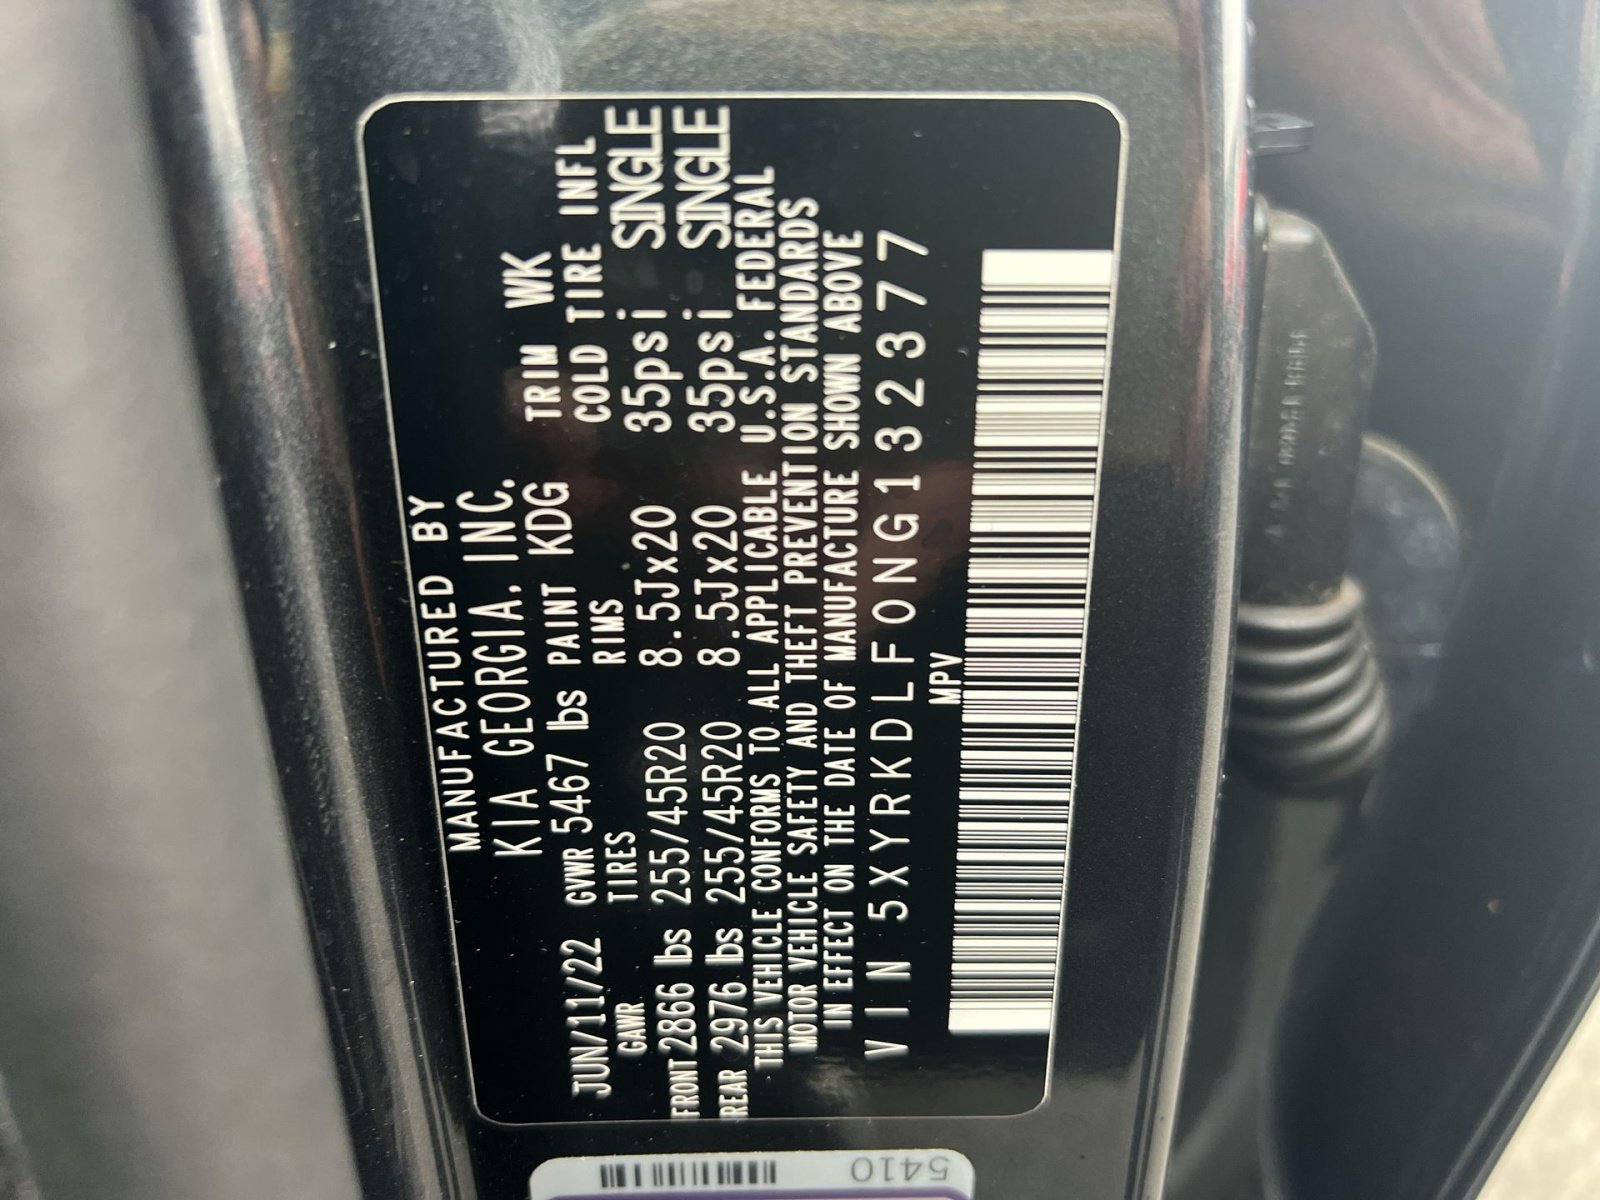 MANUFACTURED BY
KIA GEORGIA, INC.
JUN/11/22 GVWR 5467 lbs PAINT KDG TRIM WK
GAWR TIRES RIMS COLD TIRE INFL
FRONT 2866 lbs 255/45R20 8.5Jx20 35psi SINGLE
REAR 2976 lbs 255/45R20 8.5Jx20 35psi SINGLE
THIS VEHICLE CONFORMS TO ALL APPLICABLE U.S.A. FEDERAL
MOTOR VEHICLE SAFETY AND THEFT PREVENTION STANDARDS
IN EFFECT ON THE DATE OF MANUFACTURE SHOWN ABOVE
VIN 5XYRKDLF0NG132377
MPV
5410